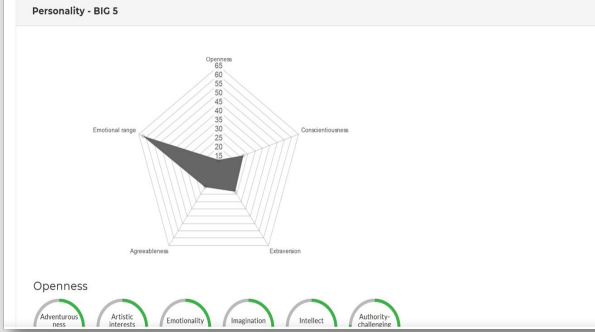 Personality - BIG 5
Openness
65
60
55
50
45
40
35
30
25
20
15
Emotional range
Conscientiousness
Agreeableness
Extraversion
Openness
Adventurous
ness
Artistic
interests
Emotionality
Imagination
Intellect
Authority-
challenging